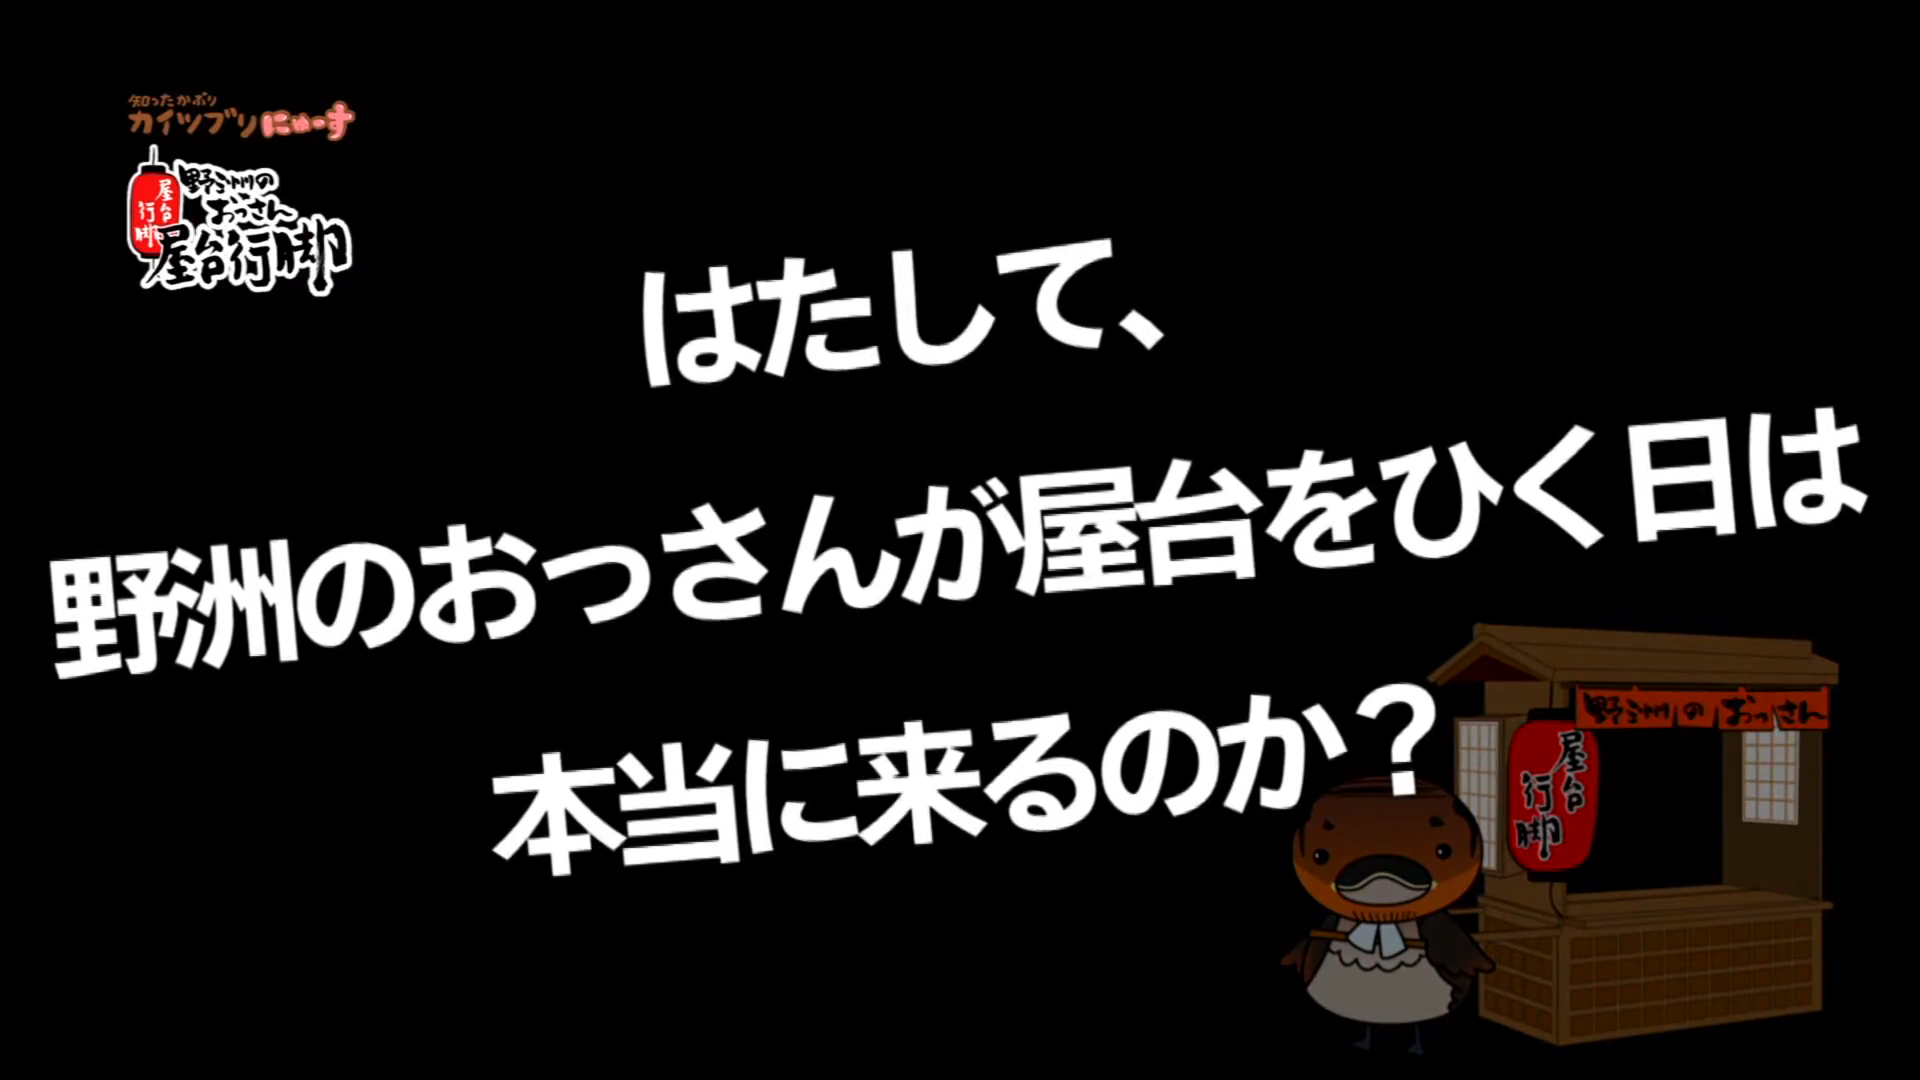 知ったかぶり
カイツブリにゅーす
屋台行脚
野洲の
おっさん
屋台行脚
はたして、
野洲のおっさんが屋台をひく日は
本当に来るのか？
野洲のおっさん
屋台行脚